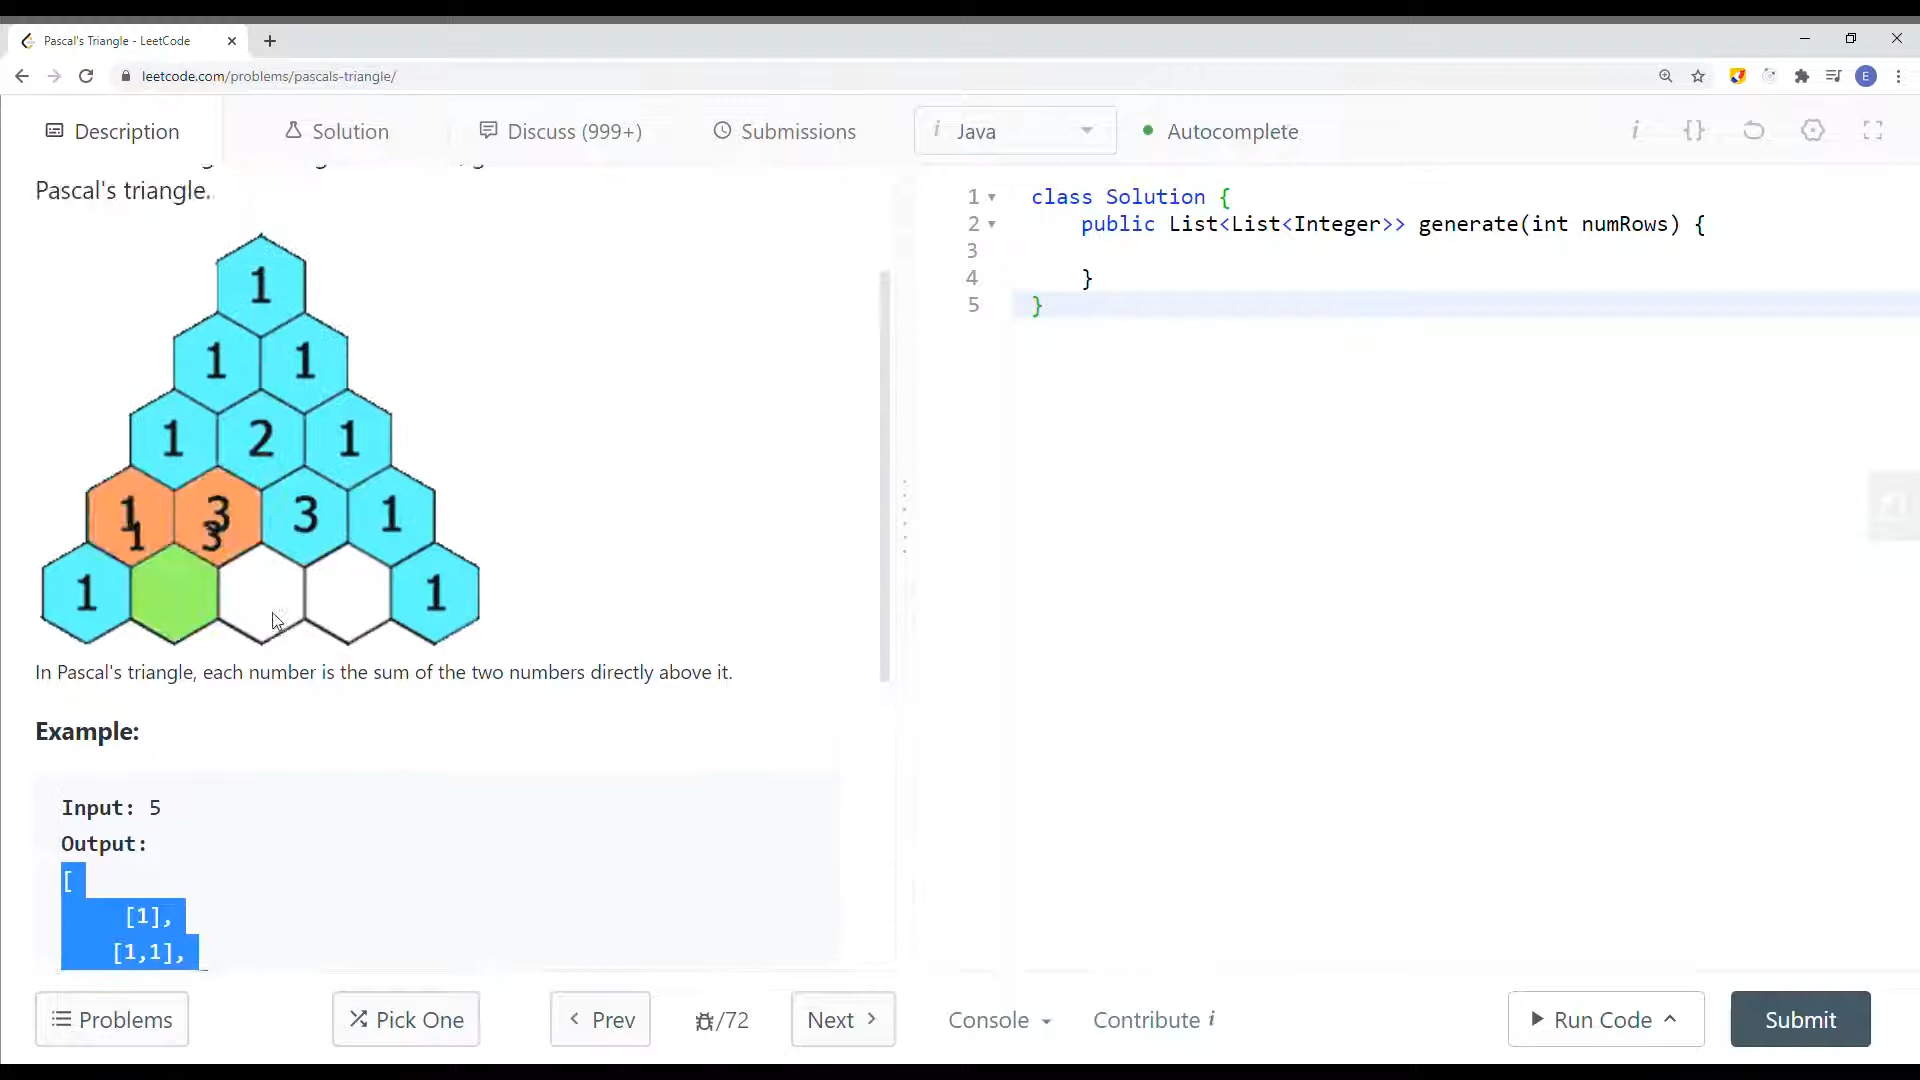 Pascal's Triangle - LeetCode
leetcode.com/problems/pascals-triangle/
E
Description
Solution
Discuss (999+)
Submissions
i Java
Autocomplete
i {}
Pascal's triangle.
1
1 1
1 2 1
1 3 3 1
1 3
1 1
In Pascal's triangle, each number is the sum of the two numbers directly above it.
Example:
Input: 5
Output:
[
[1],
[1,1],
1 class Solution {
2 public List<List<Integer>> generate(int numRows) {
3
4 }
5 }
Problems
Pick One
Prev
/72
Next
Console
Contribute i
Run Code
Submit